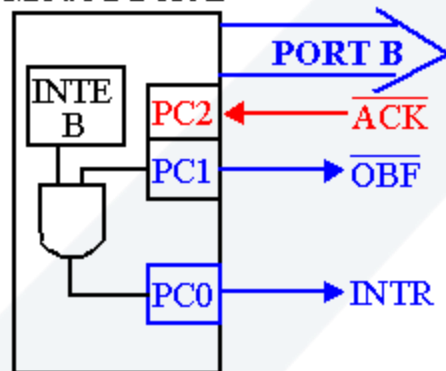 PORT B
INTE
B
PC2
ACK
PC1
OBF
PC0
INTR